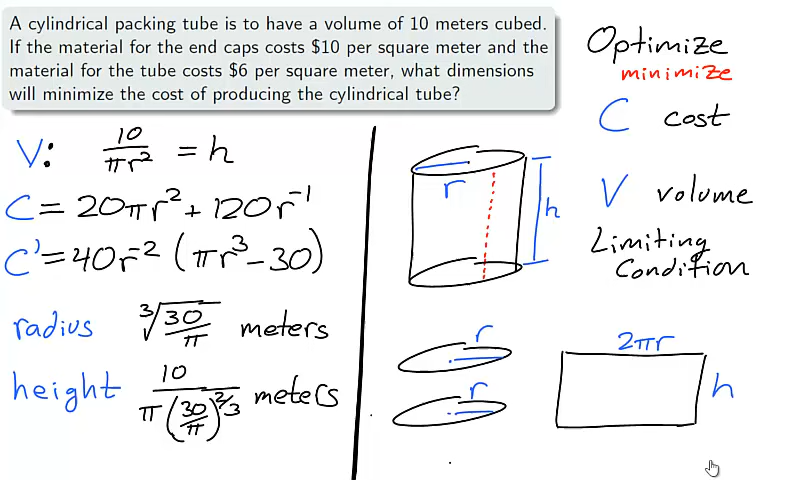 A cylindrical packing tube is to have a volume of 10 meters cubed.
If the material for the end caps costs $10 per square meter and the
material for the tube costs $6 per square meter, what dimensions
will minimize the cost of producing the cylindrical tube?
V: 10/πr² = h
C = 20πr² + 120r⁻¹
C' = 40r⁻² (πr³ - 30)
radius ∛(30/π) meters
height 10/(π(30/π)^(2/3)) meters
Optimize
minimize
C cost
V volume
Limiting
Condition
r
h
r
r
2πr
h